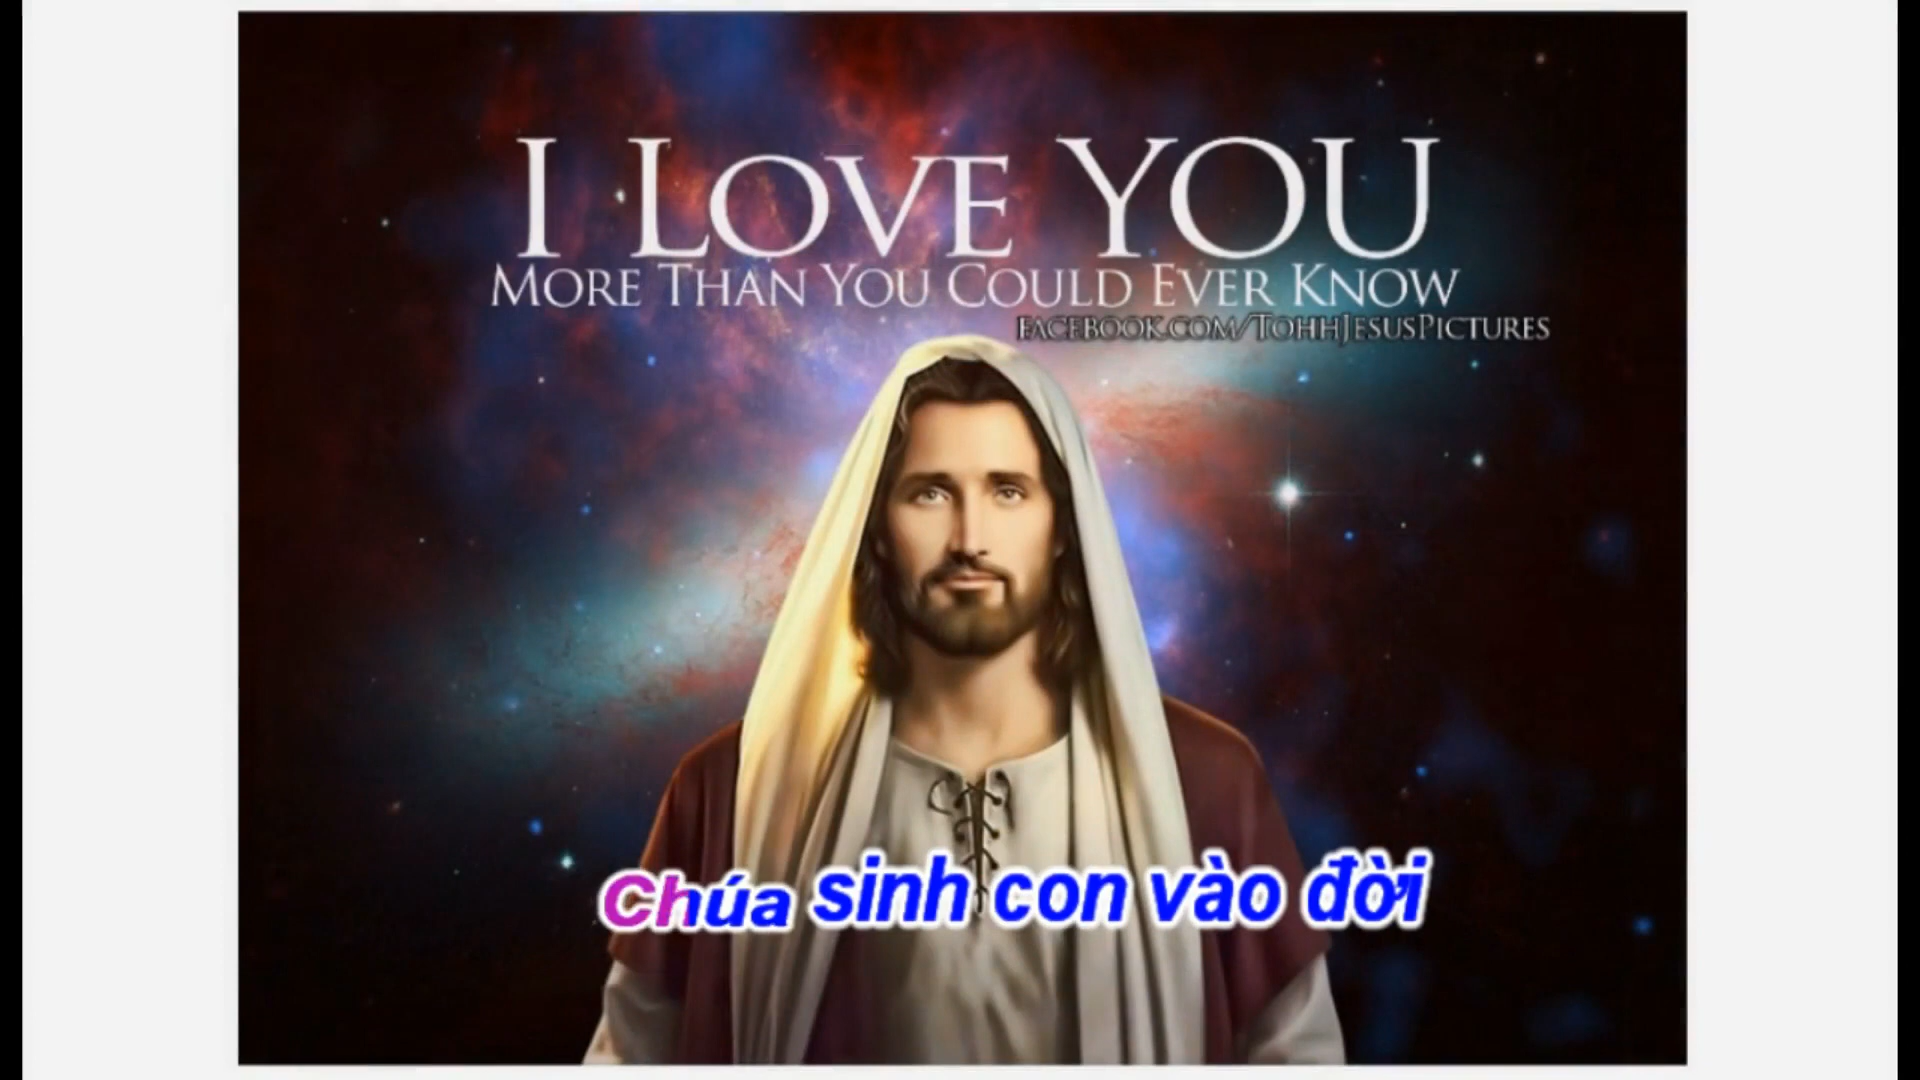 I LOVE YOU
MORE THAN YOU COULD EVER KNOW
FACEBOOK.COM/TOHHJESUSPICTURES
Chúa sinh con vào đời